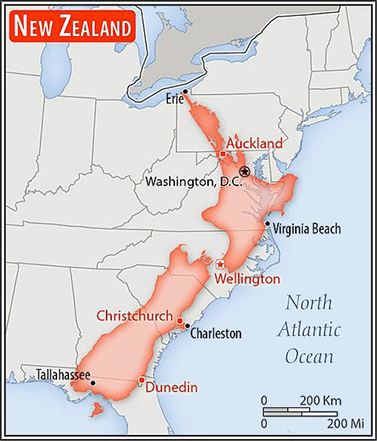 NEW ZEALAND
Erie
Auckland
Washington, D.C.
Virginia Beach
Wellington
Christchurch
Charleston
North
Atlantic
Ocean
Tallahassee
Dunedin
0 200 Km
0 200 Mi